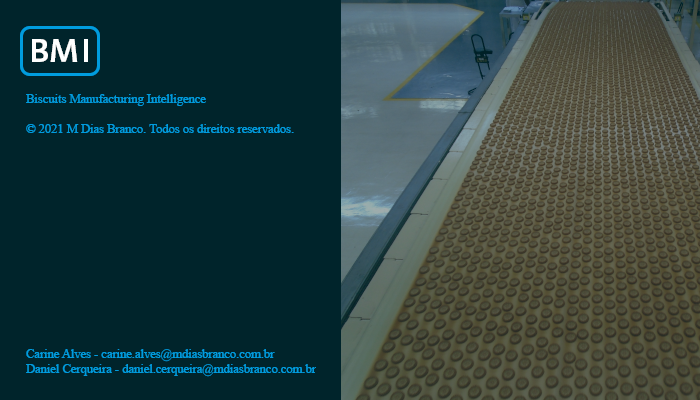 BMI
Biscuits Manufacturing Intelligence
© 2021 M Dias Branco. Todos os direitos reservados.
Carine Alves - carine.alves@mdiasbranco.com.br
Daniel Cerqueira - daniel.cerqueira@mdiasbranco.com.br